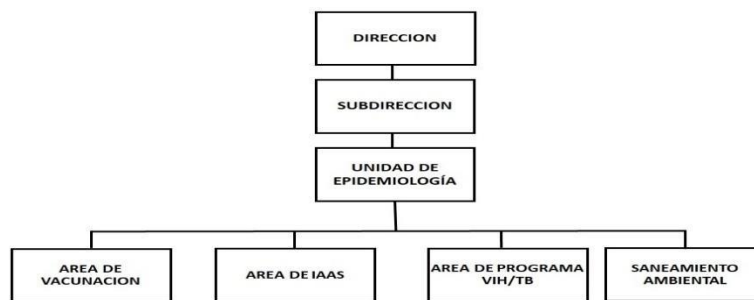 DIRECCION
SUBDIRECCION
UNIDAD DE
EPIDEMIOLOGÍA
AREA DE
VACUNACION
AREA DE IAAS
AREA DE PROGRAMA
VIH/TB
SANEAMIENTO
AMBIENTAL